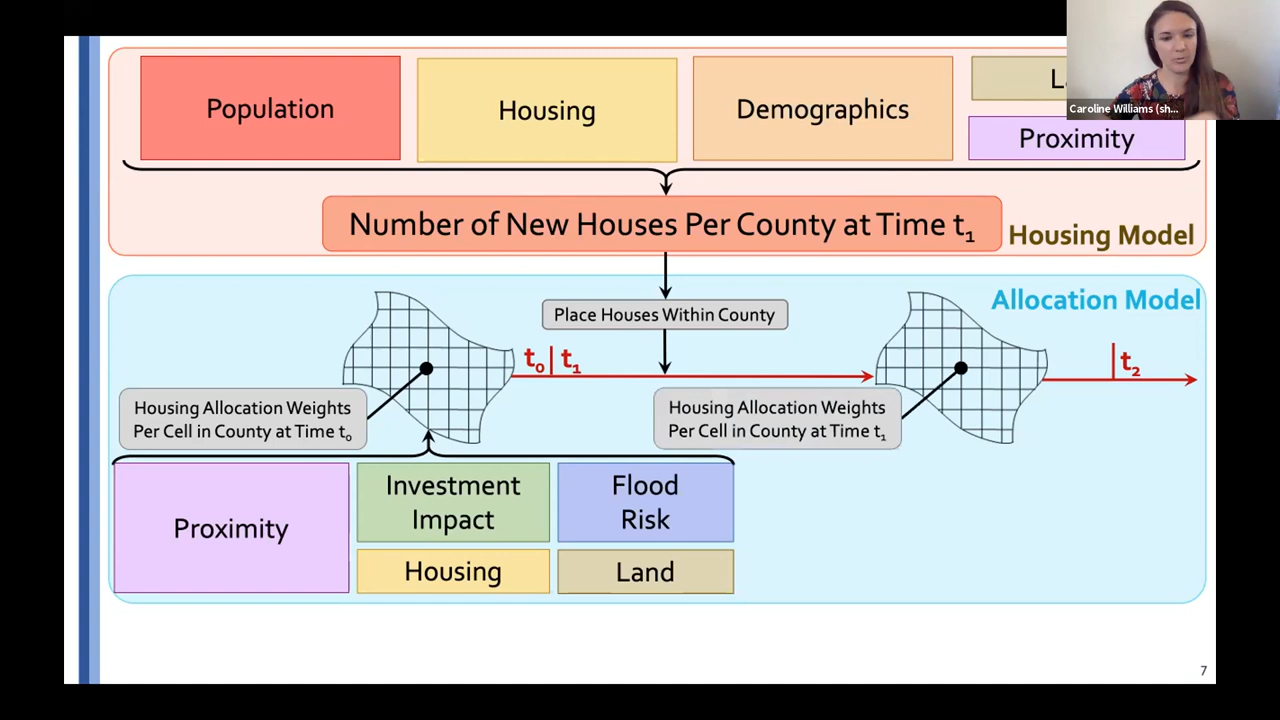 Population
Housing
Demographics
Proximity
Caroline Williams (sh...
Number of New Houses Per County at Time t₁
Housing Model
Allocation Model
Place Houses Within County
t₀ | t₁
t₂
Housing Allocation Weights
Per Cell in County at Time t₀
Housing Allocation Weights
Per Cell in County at Time t₁
Proximity
Investment
Impact
Flood
Risk
Housing
Land
7